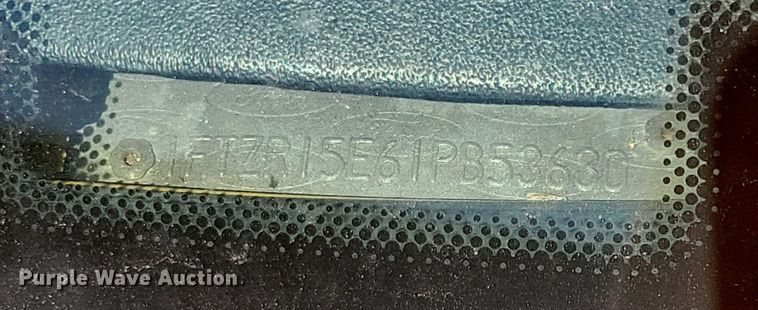 1FTZR15E61PB53630
Purple Wave Auction